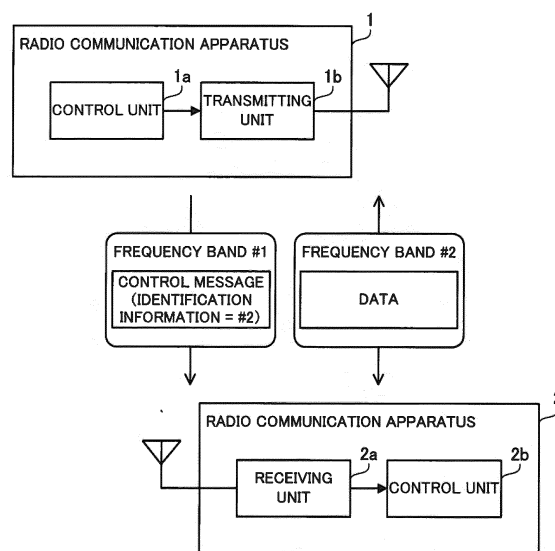 1
RADIO COMMUNICATION APPARATUS
1a
1b
CONTROL UNIT
TRANSMITTING
UNIT
FREQUENCY BAND #1
CONTROL MESSAGE
(IDENTIFICATION
INFORMATION = #2)
FREQUENCY BAND #2
DATA
2
RADIO COMMUNICATION APPARATUS
2a
2b
RECEIVING
UNIT
CONTROL UNIT